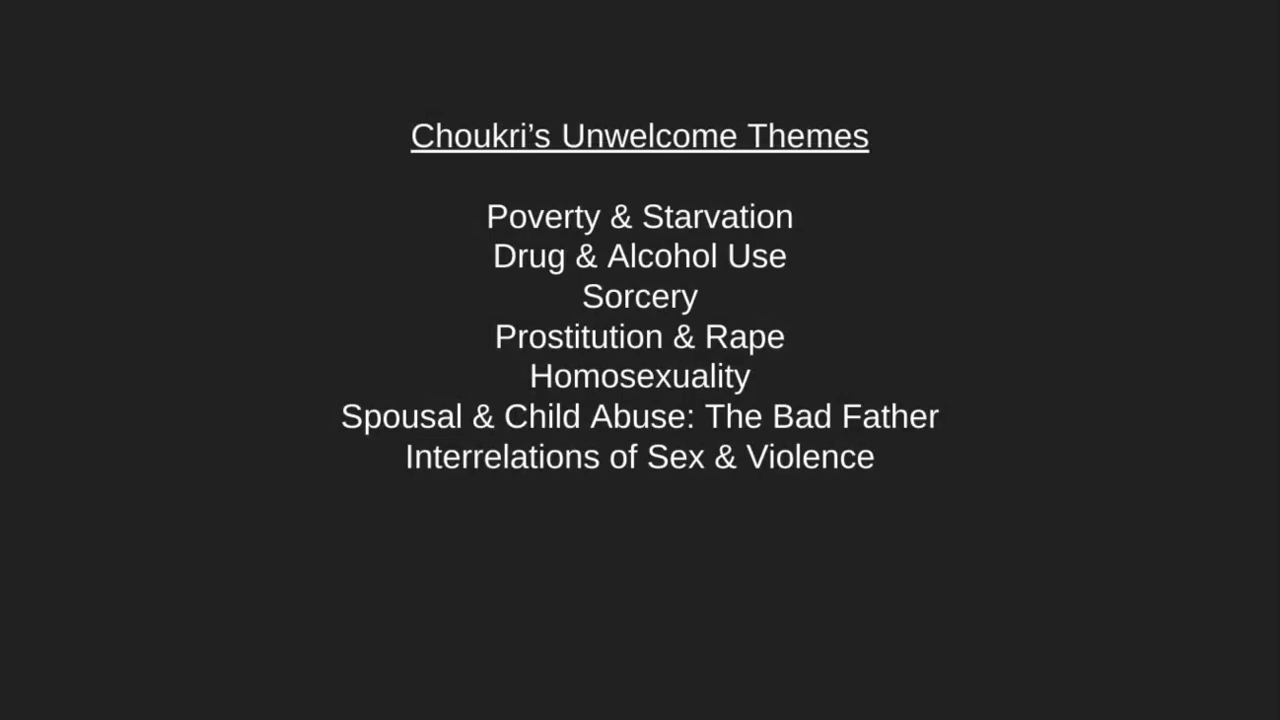 Choukri’s Unwelcome Themes
Poverty & Starvation
Drug & Alcohol Use
Sorcery
Prostitution & Rape
Homosexuality
Spousal & Child Abuse: The Bad Father
Interrelations of Sex & Violence